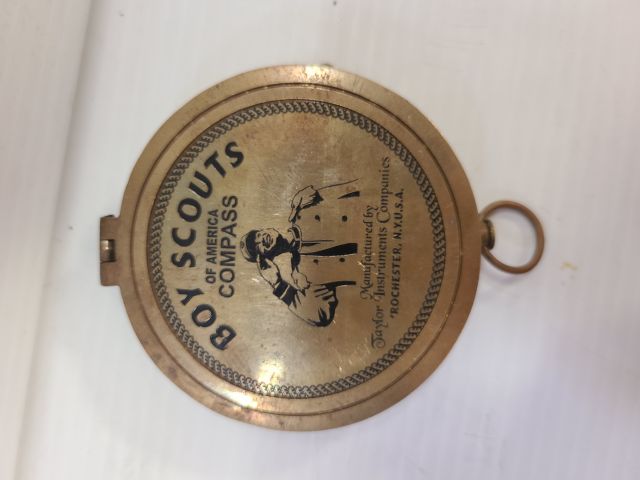 BOY SCOUTS
OF AMERICA
COMPASS
Manufactured by
Taylor Instruments Companies
"ROCHESTER, N.Y.U.S.A.